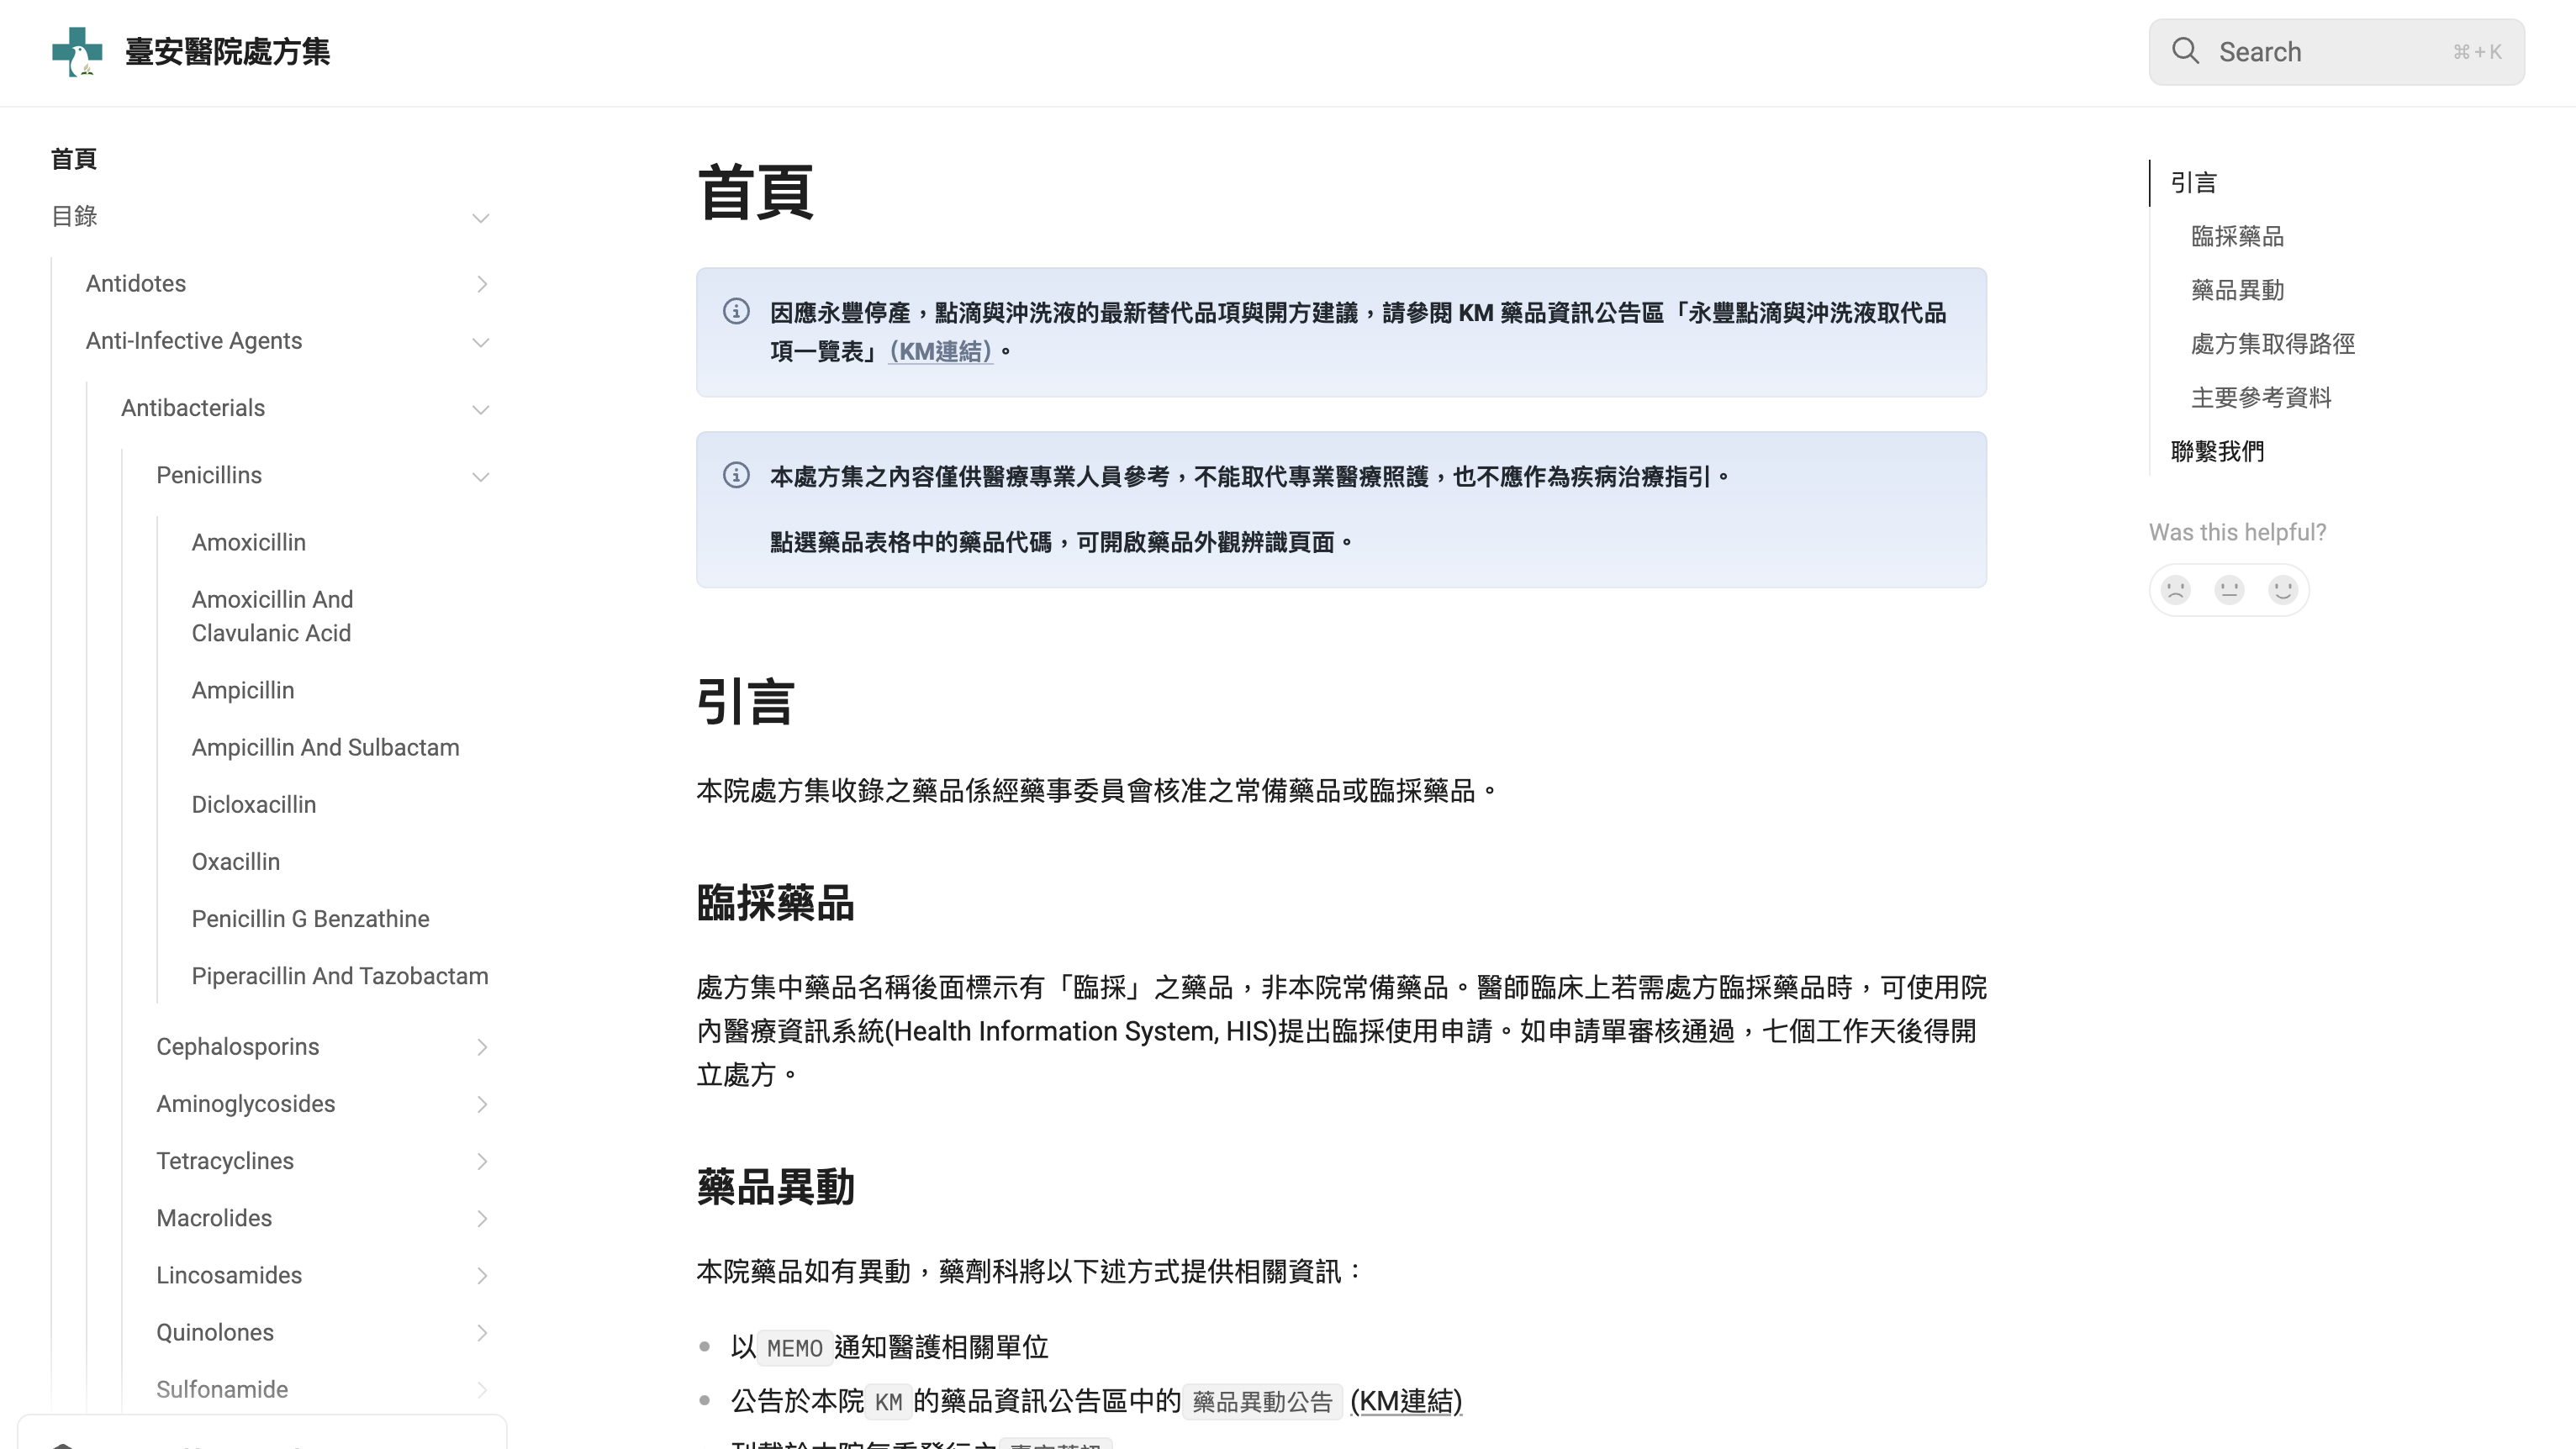 臺安醫院處方集
Search
⌘+K
首頁
目錄
Antidotes
Anti-Infective Agents
Antibacterials
Penicillins
Amoxicillin
Amoxicillin And
Clavulanic Acid
Ampicillin
Ampicillin And Sulbactam
Dicloxacillin
Oxacillin
Penicillin G Benzathine
Piperacillin And Tazobactam
Cephalosporins
Aminoglycosides
Tetracyclines
Macrolides
Lincosamides
Quinolones
Sulfonamide
首頁
因應永豐停產，點滴與沖洗液的最新替代品項與開方建議，請參閱 KM 藥品資訊公告區「永豐點滴與沖洗液取代品
項一覽表」(KM連結)。
本處方集之內容僅供醫療專業人員參考，不能取代專業醫療照護，也不應作為疾病治療指引。
點選藥品表格中的藥品代碼，可開啟藥品外觀辨識頁面。
引言
本院處方集收錄之藥品係經藥事委員會核准之常備藥品或臨採藥品。
臨採藥品
處方集中藥品名稱後面標示有「臨採」之藥品，非本院常備藥品。醫師臨床上若需處方臨採藥品時，可使用院
內醫療資訊系統(Health Information System, HIS)提出臨採使用申請。如申請單審核通過，七個工作天後得開
立處方。
藥品異動
本院藥品如有異動，藥劑科將以下述方式提供相關資訊：
以 MEMO 通知醫護相關單位
公告於本院 KM 的藥品資訊公告區中的 藥品異動公告 (KM連結)
引言
臨採藥品
藥品異動
處方集取得路徑
主要參考資料
聯繫我們
Was this helpful?